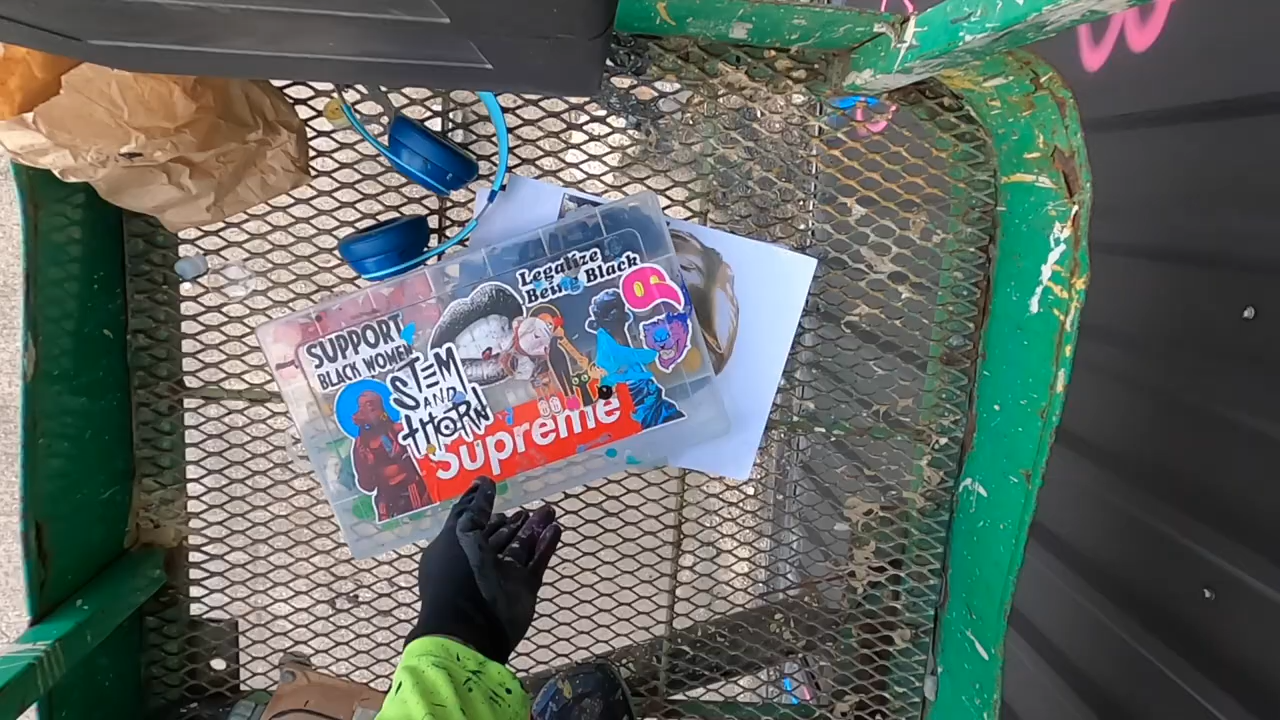 Legalize
Being Black
SUPPORT
BLACK WOMEN
STEM
AND
THORN
Supreme